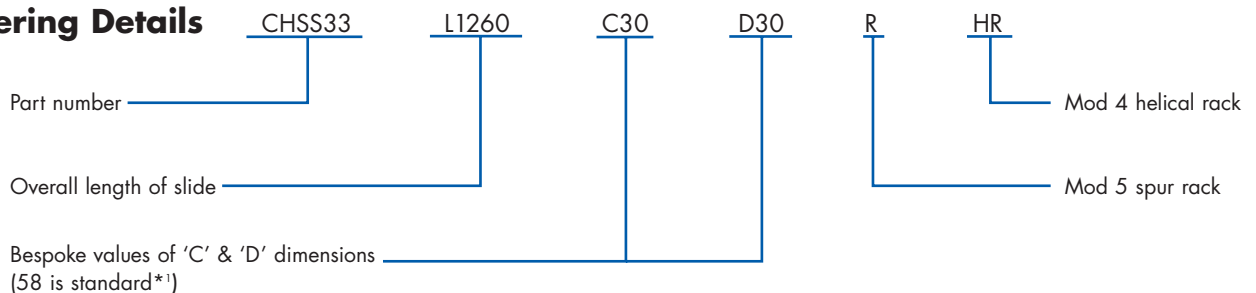 ering Details CHSS33 L1260 C30 D30 R HR
Part number
Mod 4 helical rack
Overall length of slide
Mod 5 spur rack
Bespoke values of ‘C’ & ‘D’ dimensions
(58 is standard*¹)